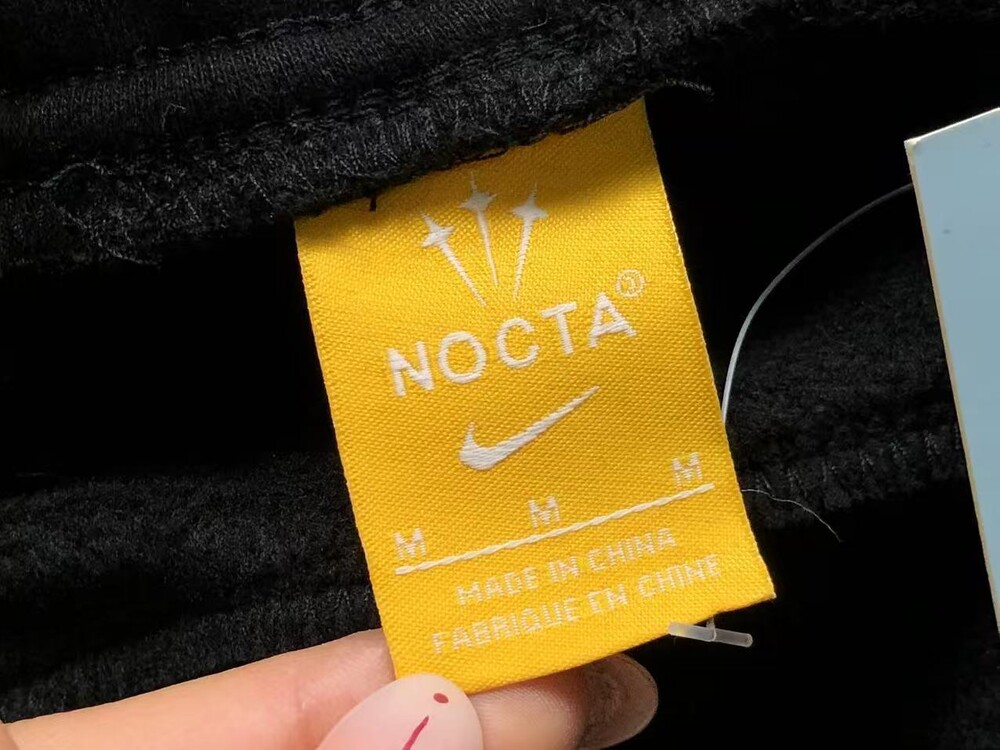 NOCTA®
M M M
MADE IN CHINA
FABRIQUE EN CHINE